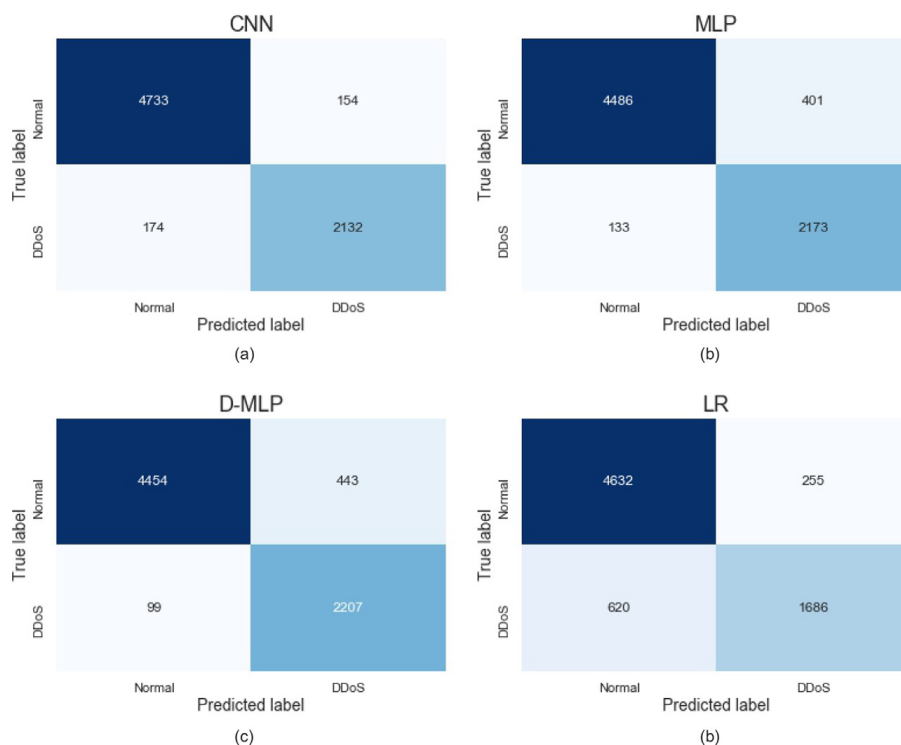 CNN
True label
Normal
DDoS
4733 154
174 2132
Normal DDoS
Predicted label
(a)
MLP
True label
Normal
DDoS
4486 401
133 2173
Normal DDoS
Predicted label
(b)
D-MLP
True label
Normal
DDoS
4454 443
99 2207
Normal DDoS
Predicted label
(c)
LR
True label
Normal
DDoS
4632 255
620 1686
Normal DDoS
Predicted label
(b)